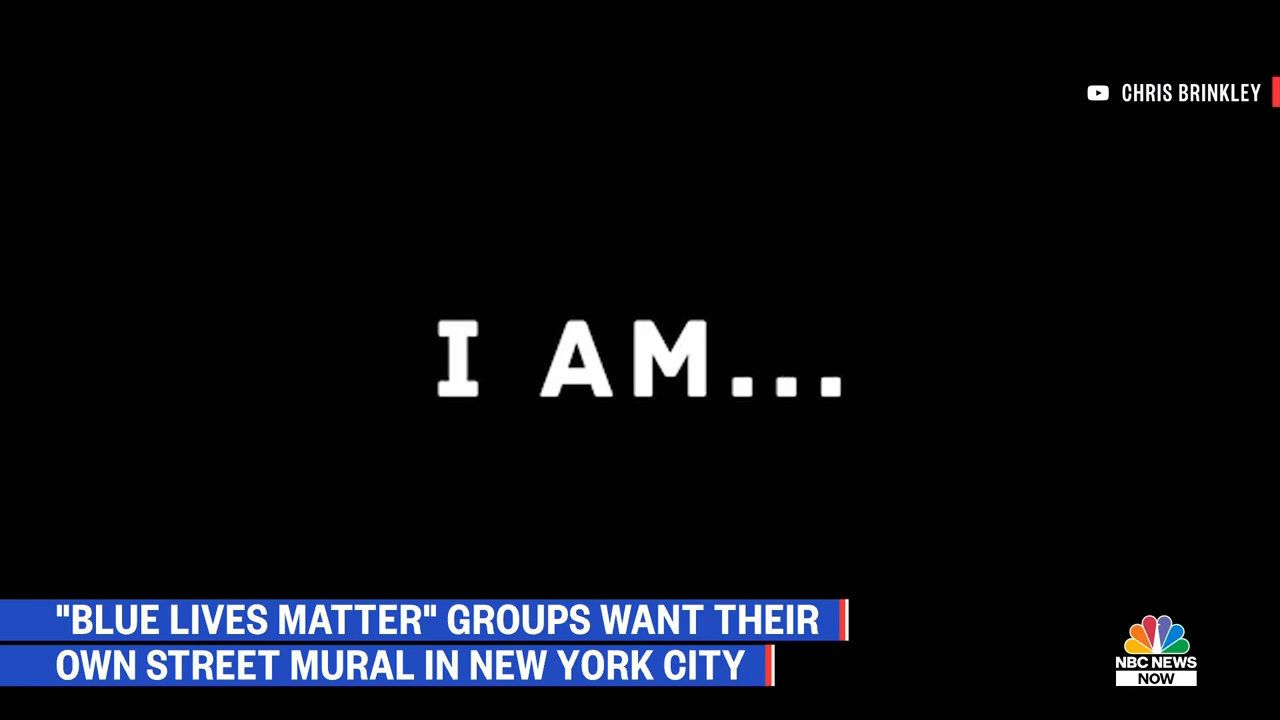 CHRIS BRINKLEY
I AM...
"BLUE LIVES MATTER" GROUPS WANT THEIR
OWN STREET MURAL IN NEW YORK CITY
NBC NEWS
NOW